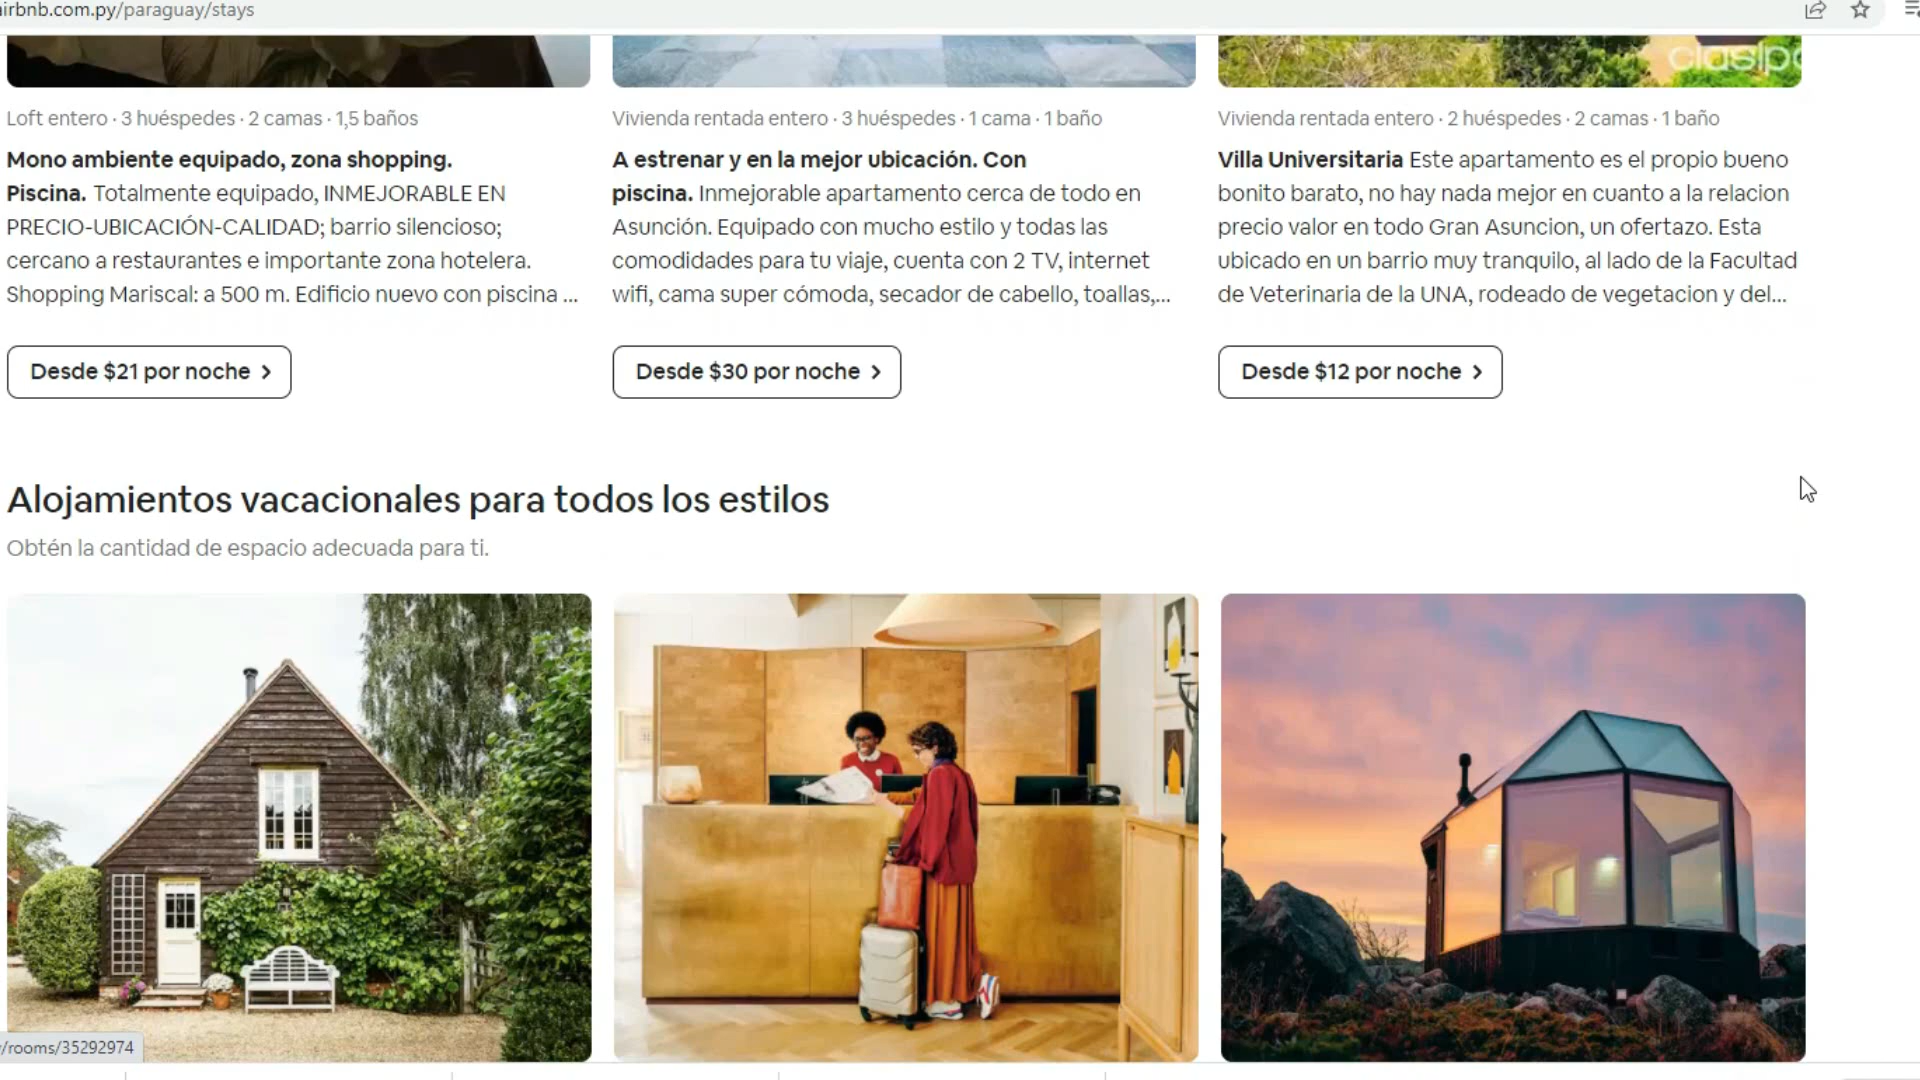 airbnb.com.py/paraguay/stays
Loft entero · 3 huéspedes · 2 camas · 1,5 baños
Mono ambiente equipado, zona shopping.
Piscina. Totalmente equipado, INMEJORABLE EN
PRECIO-UBICACIÓN-CALIDAD; barrio silencioso;
cercano a restaurantes e importante zona hotelera.
Shopping Mariscal: a 500 m. Edificio nuevo con piscina ...
Desde $21 por noche
Vivienda rentada entero · 3 huéspedes · 1 cama · 1 baño
A estrenar y en la mejor ubicación. Con
piscina. Inmejorable apartamento cerca de todo en
Asunción. Equipado con mucho estilo y todas las
comodidades para tu viaje, cuenta con 2 TV, internet
wifi, cama super cómoda, secador de cabello, toallas,...
Desde $30 por noche
Vivienda rentada entero · 2 huéspedes · 2 camas · 1 baño
Villa Universitaria Este apartamento es el propio bueno
bonito barato, no hay nada mejor en cuanto a la relacion
precio valor en todo Gran Asuncion, un ofertazo. Esta
ubicado en un barrio muy tranquilo, al lado de la Facultad
de Veterinaria de la UNA, rodeado de vegetacion y del...
Desde $12 por noche
Alojamientos vacacionales para todos los estilos
Obtén la cantidad de espacio adecuada para ti.
/rooms/35292974